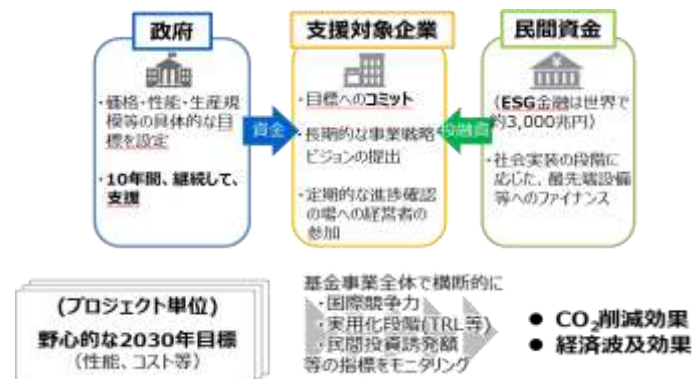 政府
・価格・性能・生産規
模等の具体的な目
標を設定
・10年間、継続して、
支援
資金
支援対象企業
・目標へのコミット
・長期的な事業戦略
ビジョンの提出
・定期的な進捗確認
の場への経営者の
参加
投融資
民間資金
(ESG金融は世界で
約3,000兆円)
・社会実装の段階に
応じた、最先端設備
等へのファイナンス
(プロジェクト単位)
野心的な2030年目標
(性能、コスト等)
基金事業全体で横断的に
・国際競争力
・実用化段階(TRL等)
・民間投資誘発額
等の指標をモニタリング
● CO2削減効果
● 経済波及効果